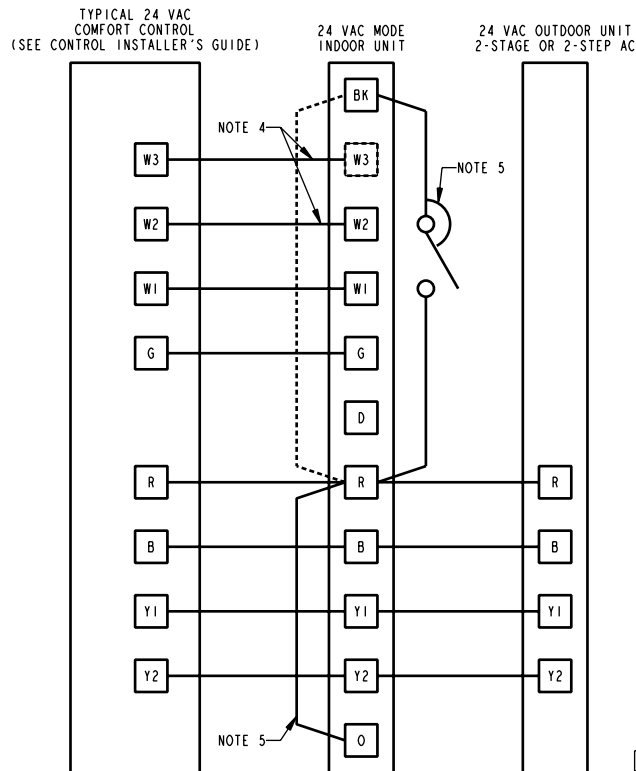 TYPICAL 24 VAC
COMFORT CONTROL
(SEE CONTROL INSTALLER'S GUIDE)
24 VAC MODE
INDOOR UNIT
24 VAC OUTDOOR UNIT
2-STAGE OR 2-STEP AC
BK
NOTE 4
W3 W3
NOTE 5
W2 W2
W1 W1
G G
D
R R R
B B B
Y1 Y1 Y1
Y2 Y2 Y2
NOTE 5
O